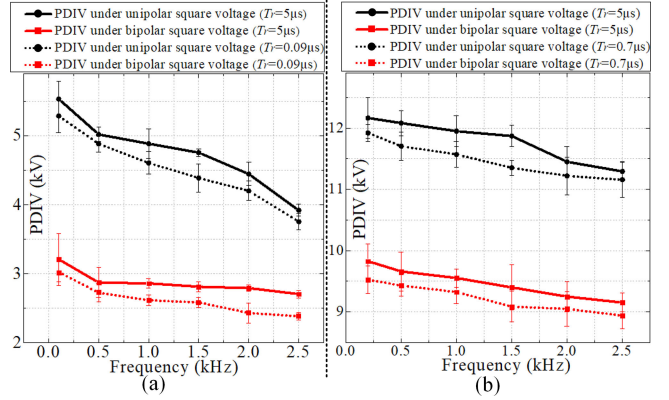 PDIV under unipolar square voltage (Tr=5μs)
PDIV under bipolar square voltage (Tr=5μs)
PDIV under unipolar square voltage (Tr=0.09μs)
PDIV under bipolar square voltage (Tr=0.09μs)
PDIV (kV)
5
4
3
2
0.0 0.5 1.0 1.5 2.0 2.5
Frequency (kHz)
(a)
PDIV under unipolar square voltage (Tr=5μs)
PDIV under bipolar square voltage (Tr=5μs)
PDIV under unipolar square voltage (Tr=0.7μs)
PDIV under bipolar square voltage (Tr=0.7μs)
PDIV (kV)
12
11
10
9
0.0 0.5 1.0 1.5 2.0 2.5
Frequency (kHz)
(b)